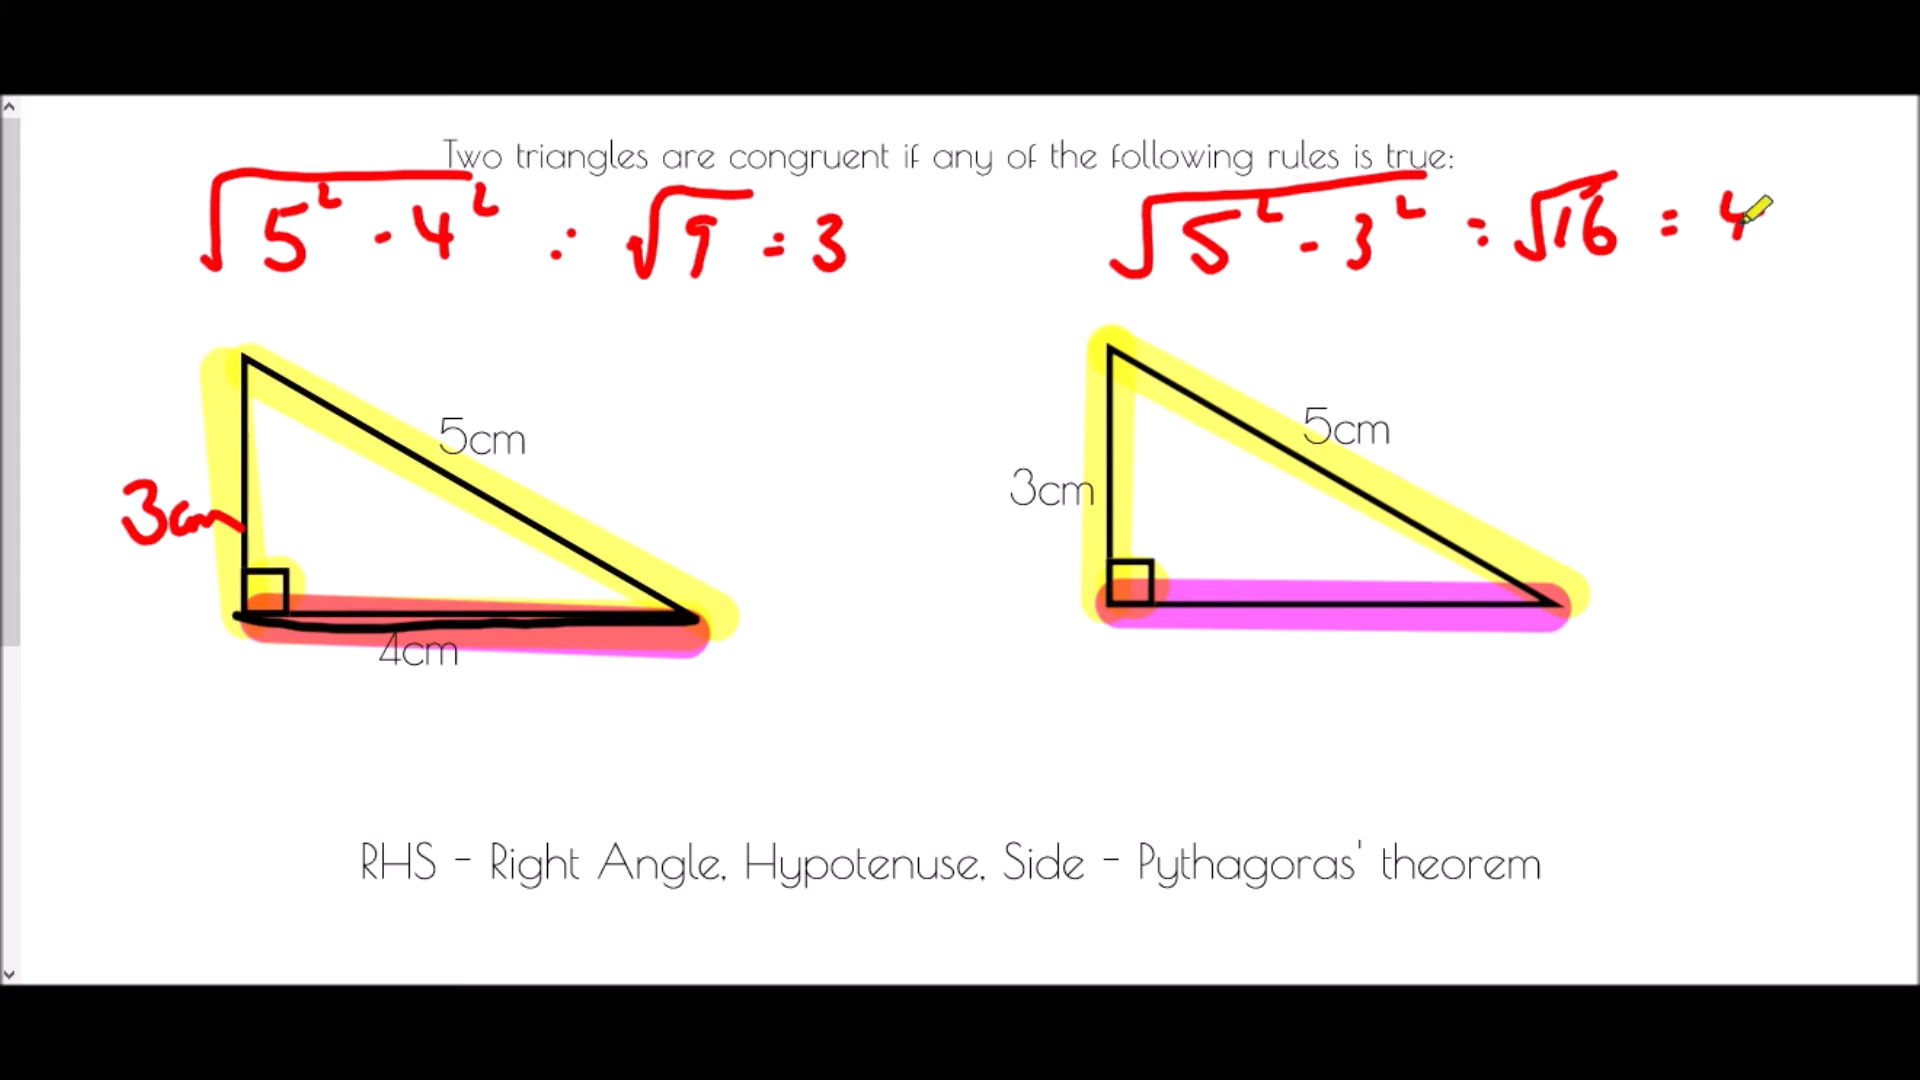 Two triangles are congruent if any of the following rules is true:
√5² - 4² = √9 = 3
√5² - 3² = √16 = 4
5cm
3cm
4cm
5cm
3cm
RHS - Right Angle, Hypotenuse, Side - Pythagoras' theorem